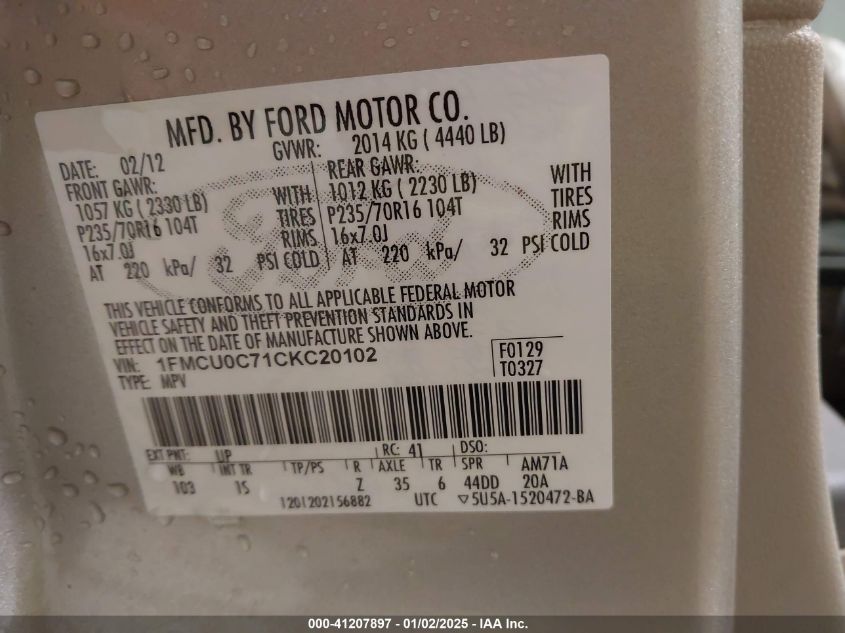 MFD. BY FORD MOTOR CO.
DATE: 02/12 GVWR: 2014 KG ( 4440 LB)
FRONT GAWR: REAR GAWR:
1057 KG ( 2330 LB) WITH 1012 KG ( 2230 LB) WITH
P235/70R16 104T TIRES P235/70R16 104T TIRES
16x7.0J RIMS 16x7.0J RIMS
AT 220 kPa/ 32 PSI COLD AT 220 kPa/ 32 PSI COLD
THIS VEHICLE CONFORMS TO ALL APPLICABLE FEDERAL MOTOR
VEHICLE SAFETY AND THEFT PREVENTION STANDARDS IN
EFFECT ON THE DATE OF MANUFACTURE SHOWN ABOVE.
VIN: 1FMCU0C71CKC20102 F0129
TYPE: MPV T0327
EXT PNT: UP RC: 41 DSO:
WB INT TR TP/PS R AXLE TR SPR AM71A
103 IS Z 35 6 44DD 20A
1201202156882 UTC ▽5U5A-1520472-BA
000-41207897 - 01/02/2025 - IAA Inc.